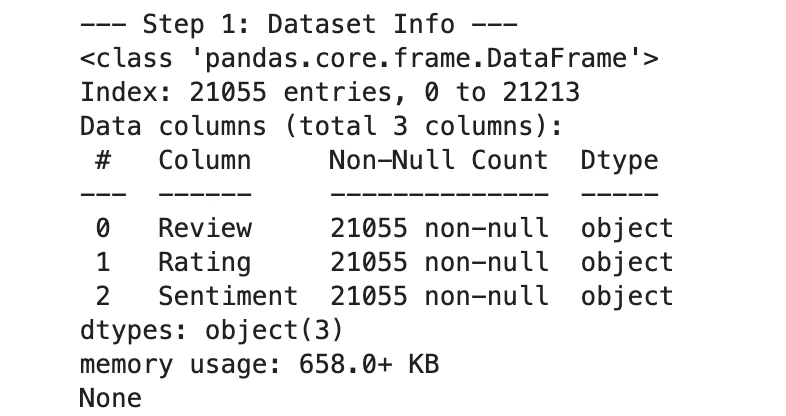 --- Step 1: Dataset Info ---
<class 'pandas.core.frame.DataFrame'>
Index: 21055 entries, 0 to 21213
Data columns (total 3 columns):
 #   Column     Non-Null Count  Dtype
---  ------     --------------  -----
 0   Review     21055 non-null  object
 1   Rating     21055 non-null  object
 2   Sentiment  21055 non-null  object
dtypes: object(3)
memory usage: 658.0+ KB
None